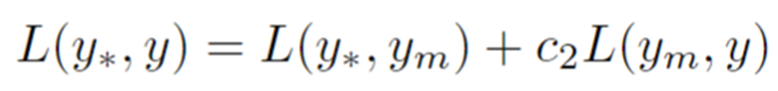 L(y_*, y) = L(y_*, y_m) + c_2 L(y_m, y)